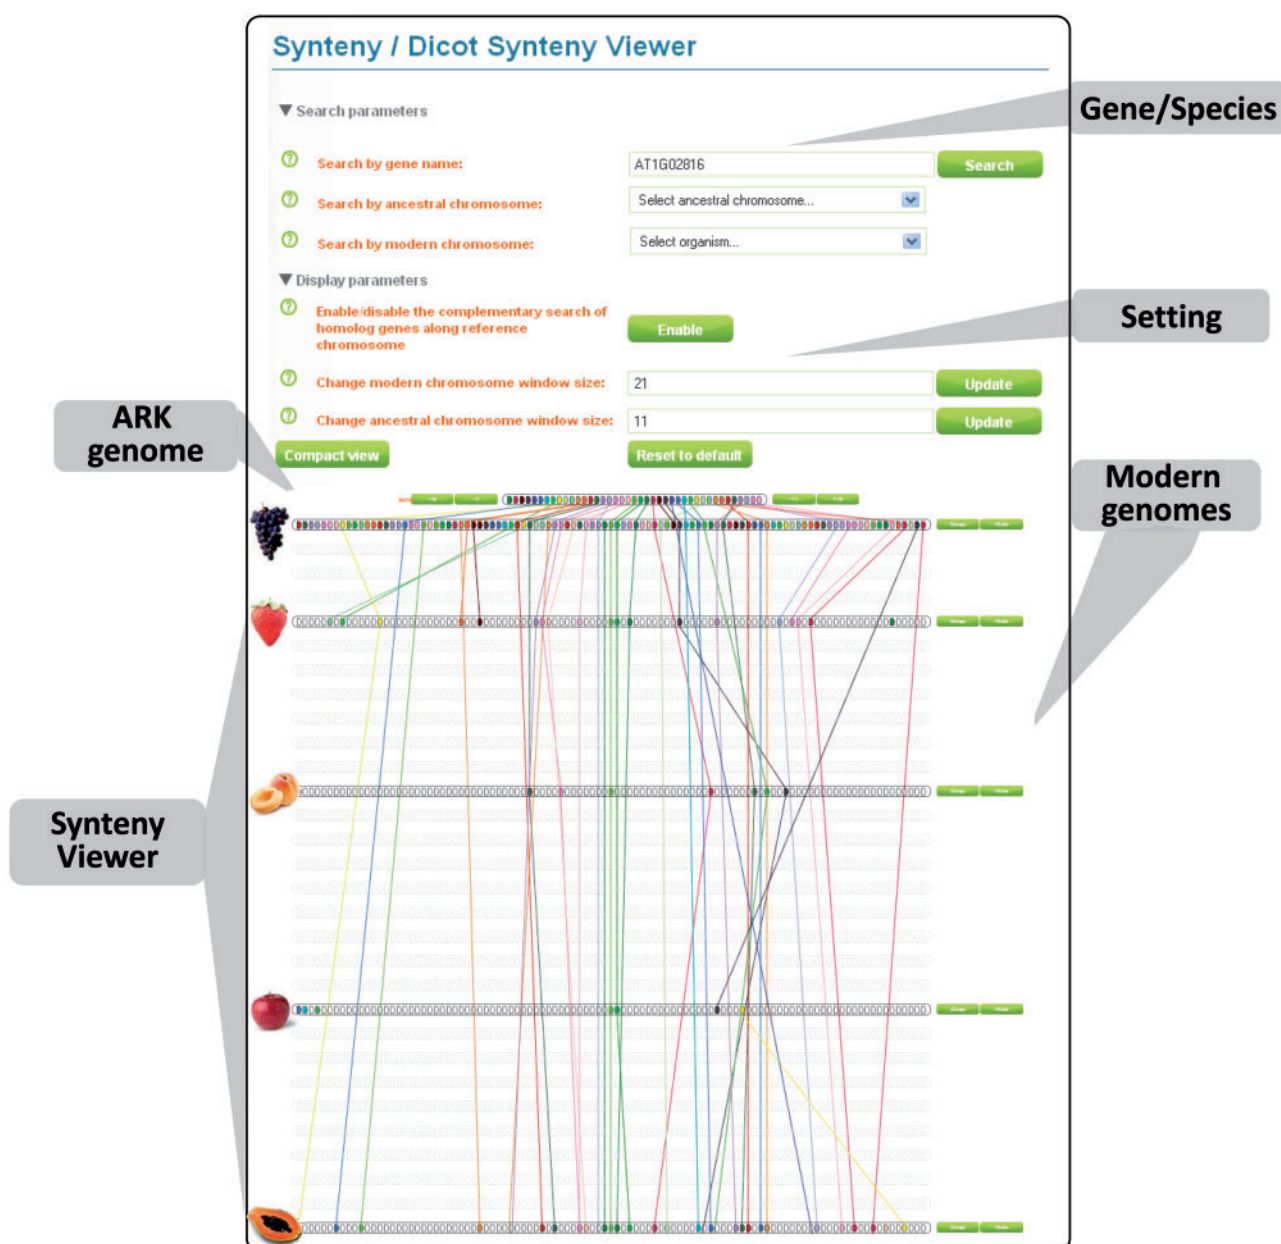 Synteny / Dicot Synteny Viewer
Search parameters
Gene/Species
Search by gene name:
AT1G02816
Search
Search by ancestral chromosome:
Select ancestral chromosome...
Search by modern chromosome:
Select organism...
Display parameters
Enable/disable the complementary search of
homolog genes along reference
chromosome
Enable
Setting
Change modern chromosome window size:
21
Update
Change ancestral chromosome window size:
11
Update
ARK
genome
Compact view
Reset to default
Modern
genomes
Synteny
Viewer